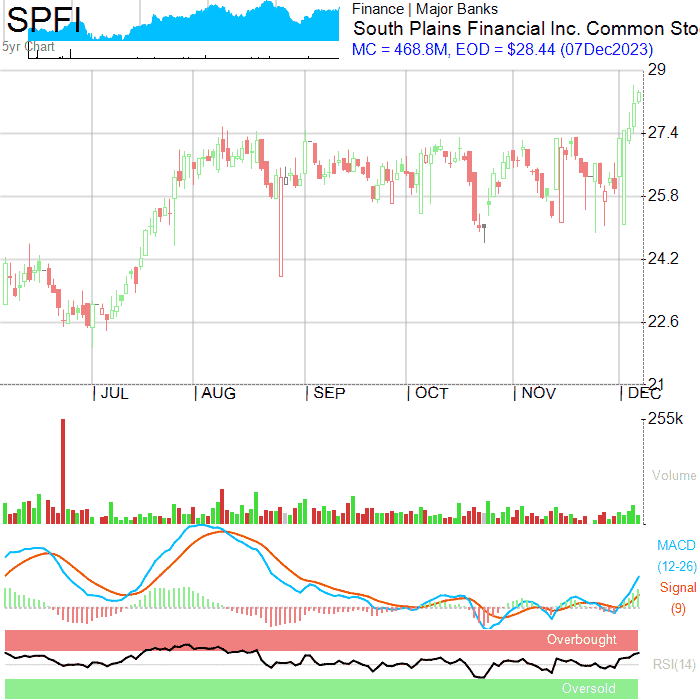 SPFI
5yr Chart
Finance | Major Banks
South Plains Financial Inc. Common Sto
MC = 468.8M, EOD = $28.44 (07Dec2023)
29
27.4
25.8
24.2
22.6
21
JUL AUG SEP OCT NOV DEC
255k
Volume
MACD
(12-26)
Signal
(9)
Overbought
RSI(14)
Oversold